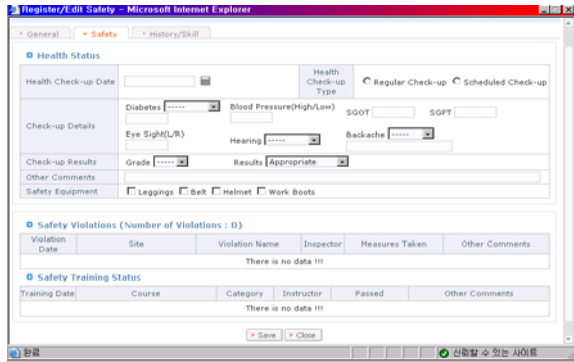 Register/Edit Safety - Microsoft Internet Explorer
General Safety History/Skill
Health Status
Health Check-up Date
Health Check-up Type
Regular Check-up Scheduled Check-up
Check-up Details
Diabetes ----- Blood Pressure(High/Low) SGOT SGPT
Eye Sight(L/R) Hearing ----- Backache -----
Check-up Results Grade ----- Results Appropriate
Other Comments
Safety Equipment Leggings Belt Helmet Work Boots
Safety Violations (Number of Violations : 0)
Violation Date Site Violation Name Inspector Measures Taken Other Comments
There is no data !!!
Safety Training Status
Training Date Course Category Instructor Passed Other Comments
There is no data !!!
Save Close
완료 신뢰할 수 있는 사이트